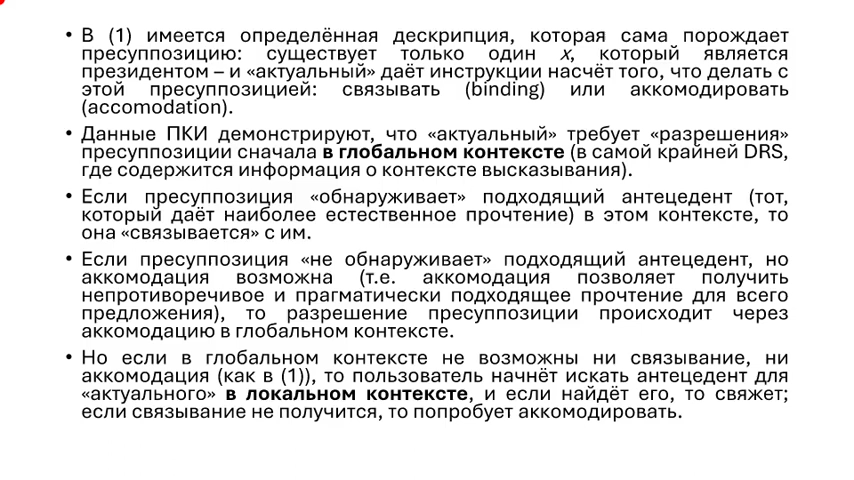 • В (1) имеется определённая дескрипция, которая сама порождает
пресуппозицию: существует только один x, который является
президентом – и «актуальный» даёт инструкции насчёт того, что делать с
этой пресуппозицией: связывать (binding) или аккомодировать
(accomodation).
• Данные ПКИ демонстрируют, что «актуальный» требует «разрешения»
пресуппозиции сначала в глобальном контексте (в самой крайней DRS,
где содержится информация о контексте высказывания).
• Если пресуппозиция «обнаруживает» подходящий антецедент (тот,
который даёт наиболее естественное прочтение) в этом контексте, то
она «связывается» с им.
• Если пресуппозиция «не обнаруживает» подходящий антецедент, но
аккомодация возможна (т.е. аккомодация позволяет получить
непротиворечивое и прагматически подходящее прочтение для всего
предложения), то разрешение пресуппозиции происходит через
аккомодацию в глобальном контексте.
• Но если в глобальном контексте не возможны ни связывание, ни
аккомодация (как в (1)), то пользователь начнёт искать антецедент для
«актуального» в локальном контексте, и если найдёт его, то свяжет;
если связывание не получится, то попробует аккомодировать.